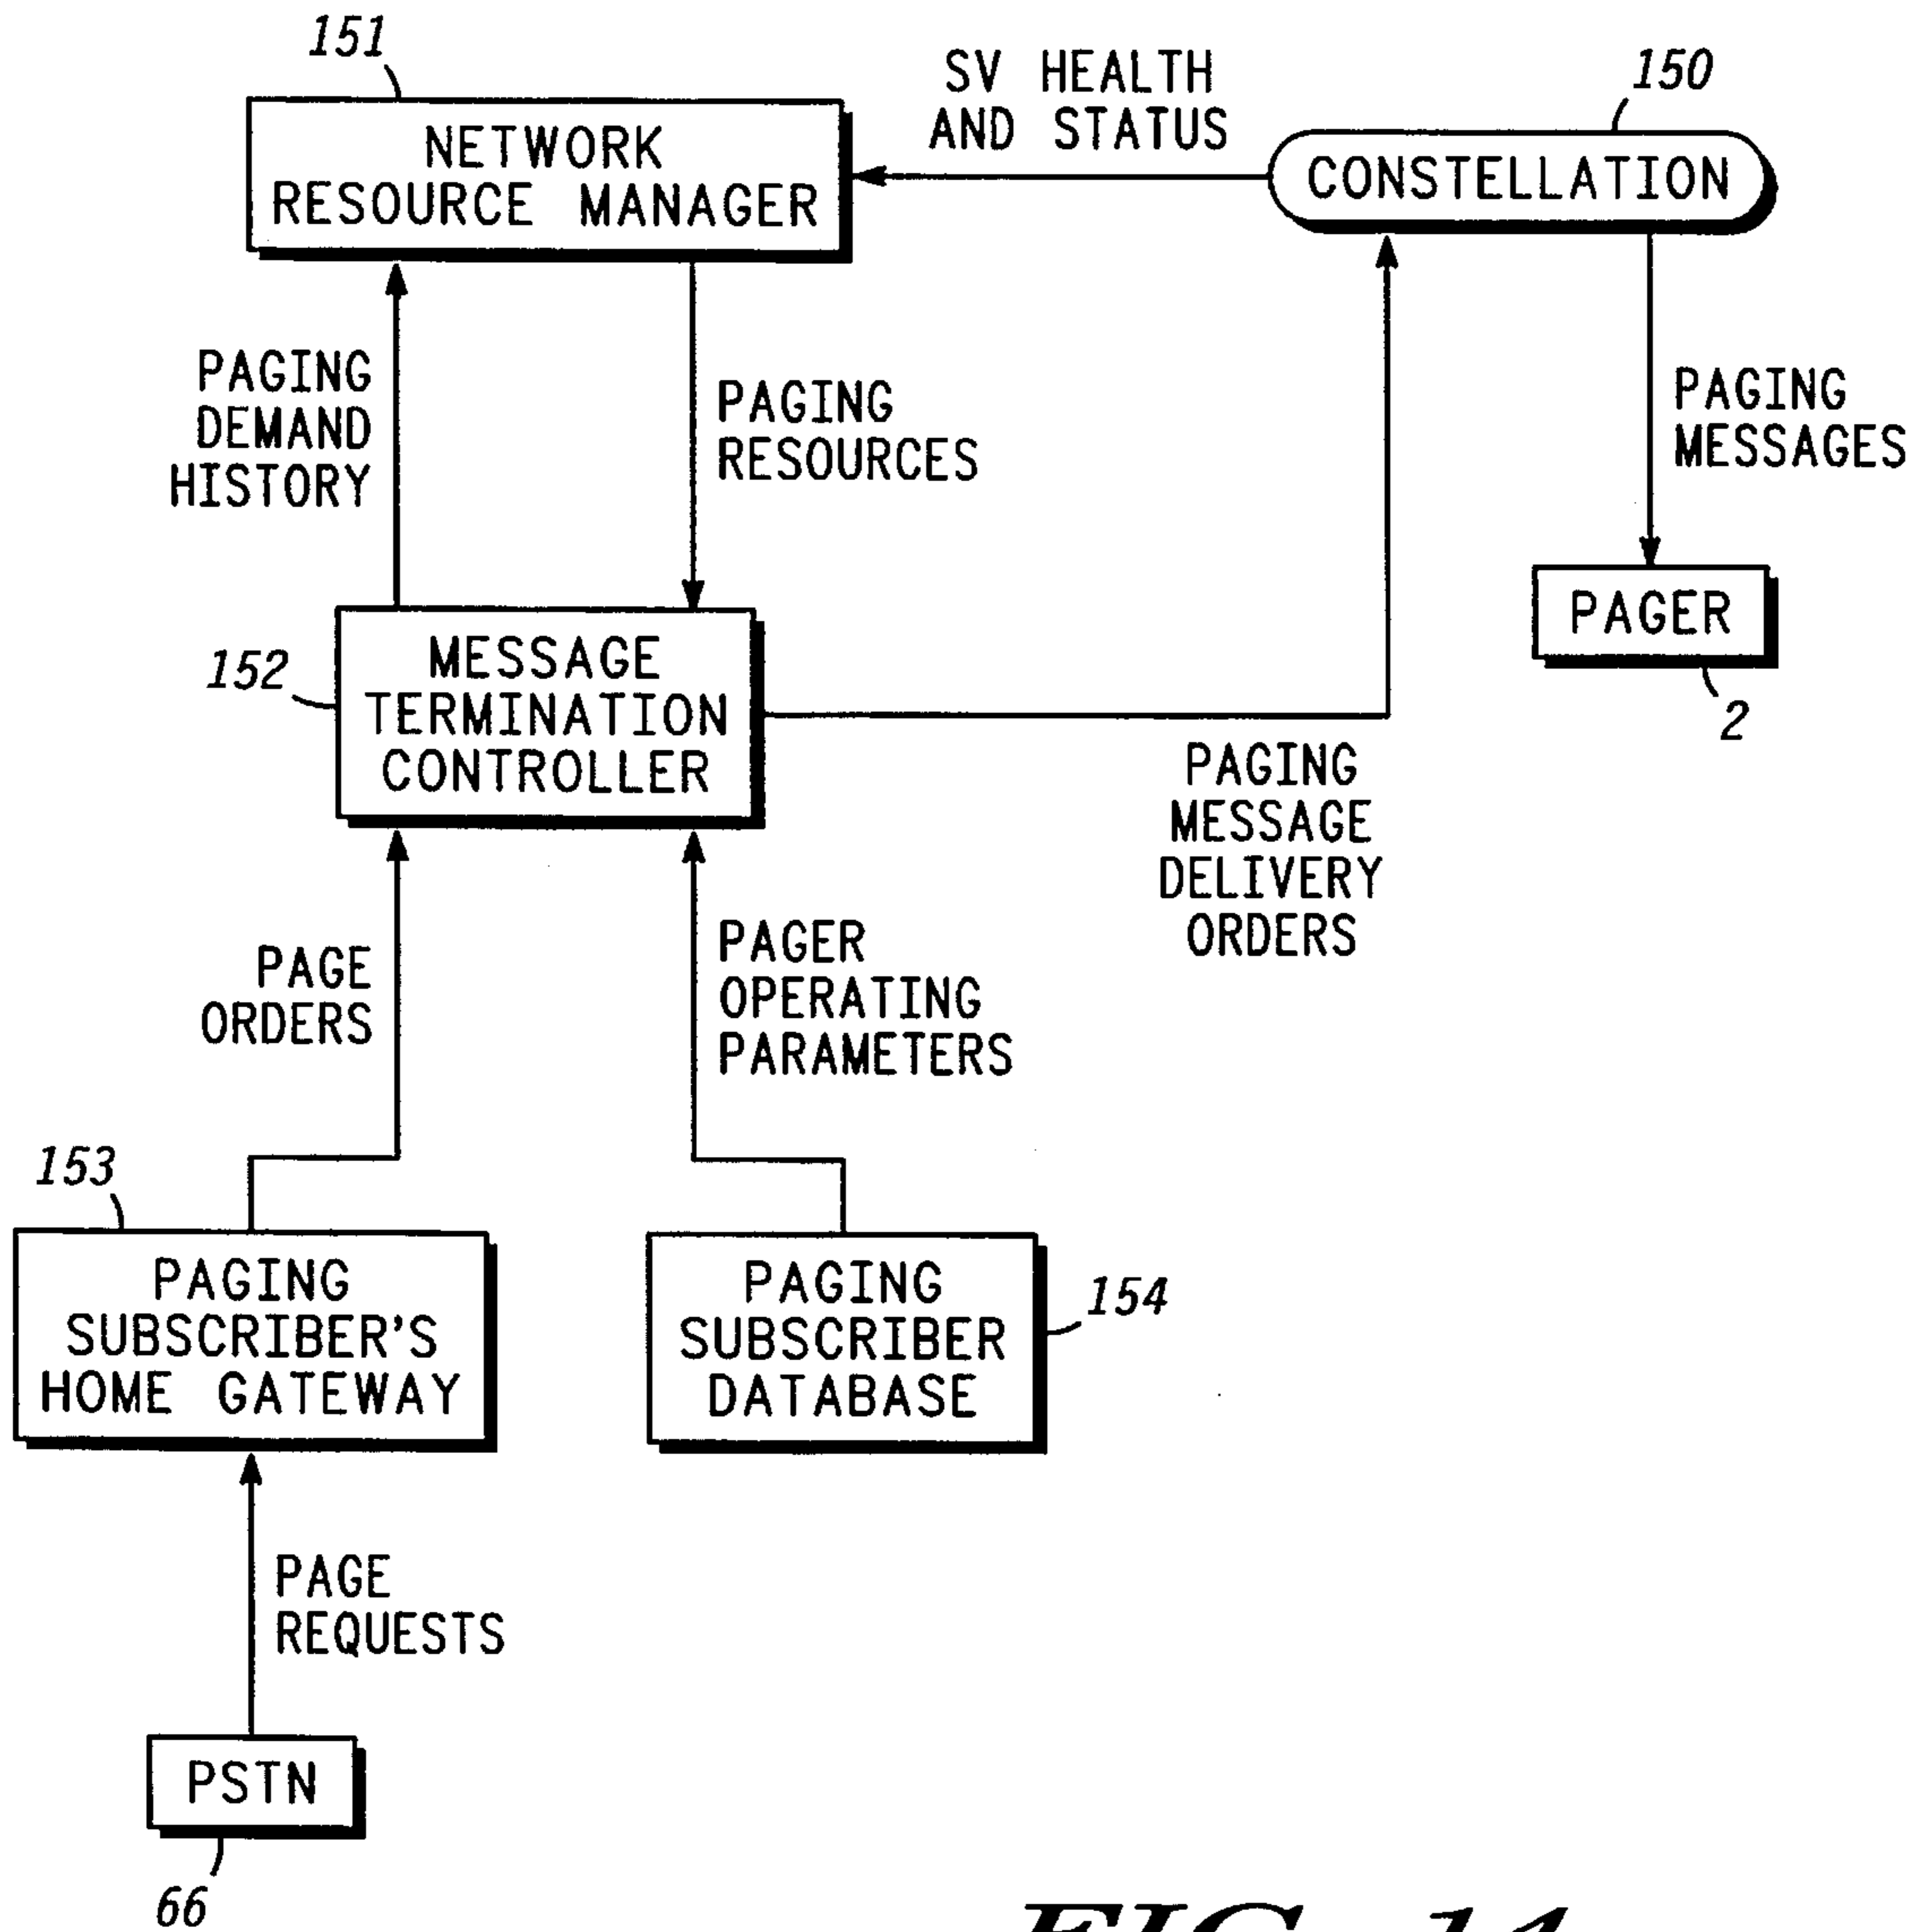 151
NETWORK
RESOURCE MANAGER
SV HEALTH
AND STATUS
150
CONSTELLATION
PAGING
DEMAND
HISTORY
PAGING
RESOURCES
PAGING
MESSAGES
PAGER
2
152
MESSAGE
TERMINATION
CONTROLLER
PAGING
MESSAGE
DELIVERY
ORDERS
PAGE
ORDERS
PAGER
OPERATING
PARAMETERS
153
PAGING
SUBSCRIBER'S
HOME GATEWAY
PAGING
SUBSCRIBER
DATABASE
154
PAGE
REQUESTS
PSTN
66